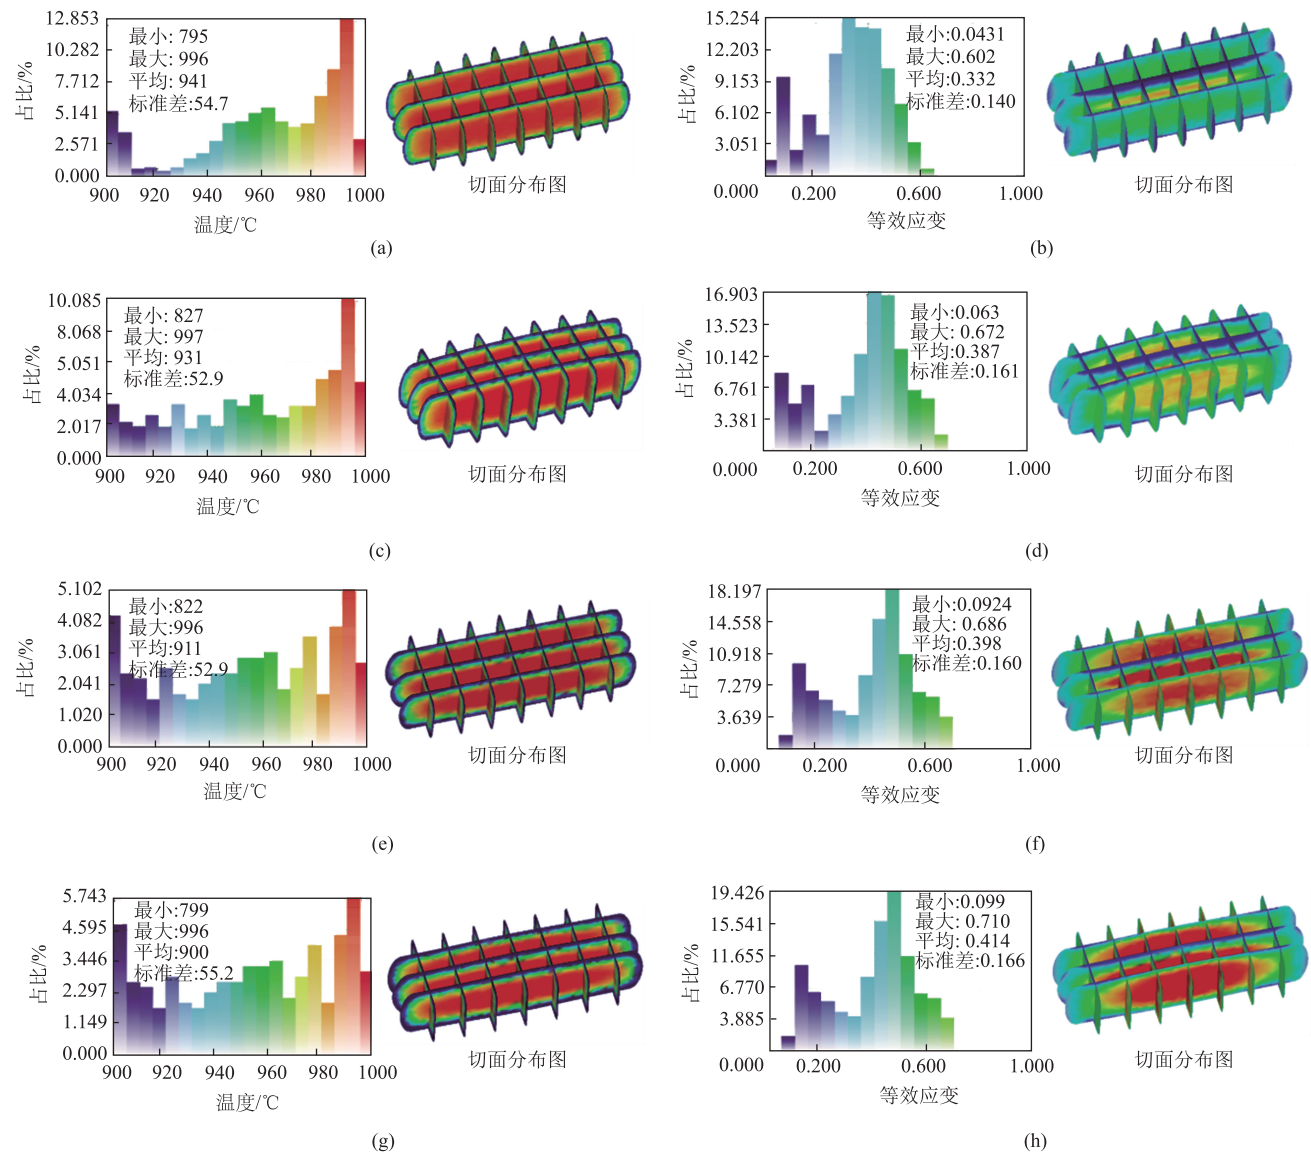 12.853
10.282
7.712
5.141
2.571
0.000
占比/%
最小: 795
最大: 996
平均: 941
标准差:54.7
900 920 940 960 980 1000
温度/℃
切面分布图
(a)
15.254
12.203
9.153
6.102
3.051
0.000
占比/%
最小:0.0431
最大:0.602
平均:0.332
标准差:0.140
0.200 0.600 1.000
等效应变
切面分布图
(b)
10.085
8.068
5.051
4.034
2.017
0.000
占比/%
最小: 827
最大: 997
平均: 931
标准差:52.9
900 920 940 960 980 1000
温度/℃
切面分布图
(c)
16.903
13.523
10.142
6.761
3.381
0.000
占比/%
最小:0.063
最大: 0.672
平均:0.387
标准差:0.161
0.200 0.600 1.000
等效应变
切面分布图
(d)
5.102
4.082
3.061
2.041
1.020
0.000
占比/%
最小: 822
最大:996
平均:911
标准差:52.9
900 920 940 960 980 1000
温度/℃
切面分布图
(e)
18.197
14.558
10.918
7.279
3.639
0.000
占比/%
最小:0.0924
最大: 0.686
平均:0.398
标准差:0.160
0.200 0.600 1.000
等效应变
切面分布图
(f)
5.743
4.595
3.446
2.297
1.149
0.000
占比/%
最小:799
最大:996
平均:900
标准差:55.2
900 920 940 960 980 1000
温度/℃
切面分布图
(g)
19.426
15.541
11.655
6.770
3.885
0.000
占比/%
最小:0.099
最大: 0.710
平均: 0.414
标准差:0.166
0.200 0.600 1.000
等效应变
切面分布图
(h)